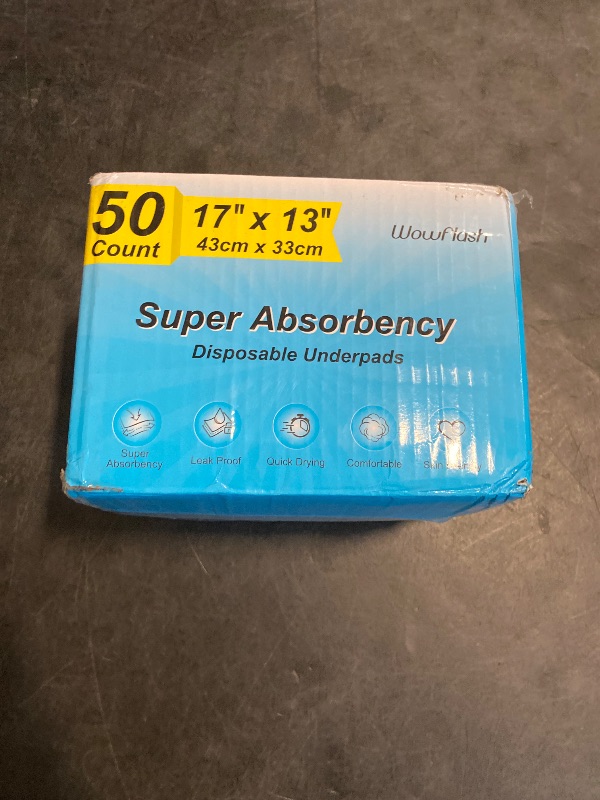 50
Count
17" x 13"
43cm x 33cm
Wowflash
Super Absorbency
Disposable Underpads
Super
Absorbency
Leak Proof
Quick Drying
Comfortable